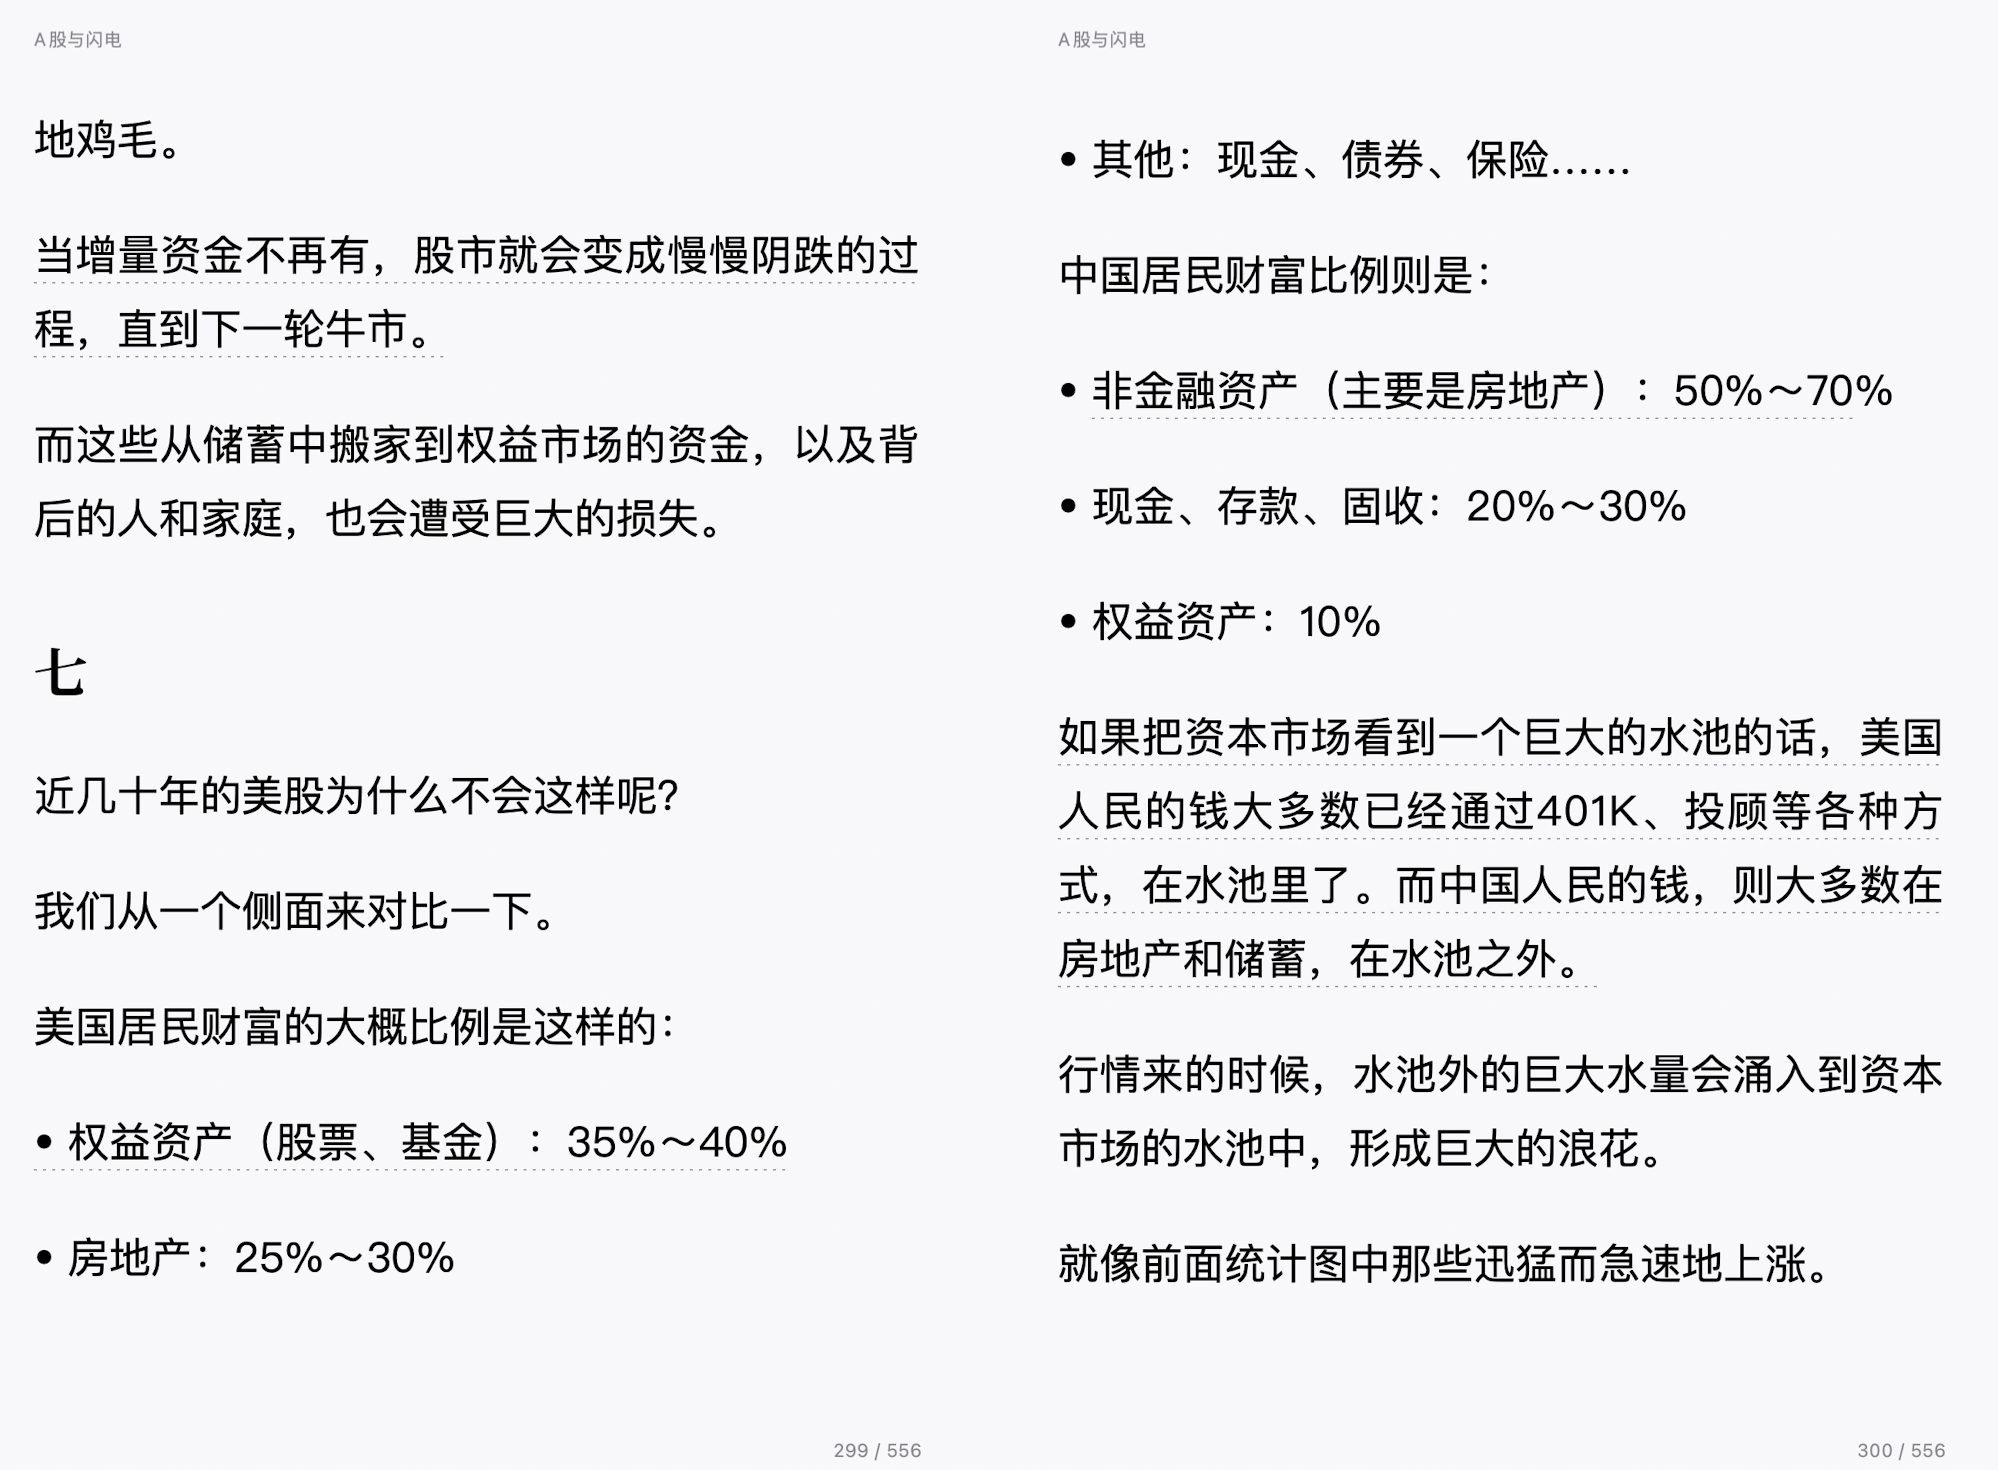 A股与闪电
地鸡毛。
当增量资金不再有，股市就会变成慢慢阴跌的过
程，直到下一轮牛市。
而这些从储蓄中搬家到权益市场的资金，以及背
后的人和家庭，也会遭受巨大的损失。
七
近几十年的美股为什么不会这样呢？
我们从一个侧面来对比一下。
美国居民财富的大概比例是这样的：
• 权益资产（股票、基金）：35%～40%
• 房地产：25%～30%
299 / 556
A股与闪电
• 其他：现金、债券、保险……
中国居民财富比例则是：
• 非金融资产（主要是房地产）：50%～70%
• 现金、存款、固收：20%～30%
• 权益资产：10%
如果把资本市场看到一个巨大的水池的话，美国
人民的钱大多数已经通过401K、投顾等各种方
式，在水池里了。而中国人民的钱，则大多数在
房地产和储蓄，在水池之外。
行情来的时候，水池外的巨大水量会涌入到资本
市场的水池中，形成巨大的浪花。
就像前面统计图中那些迅猛而急速地上涨。
300 / 556